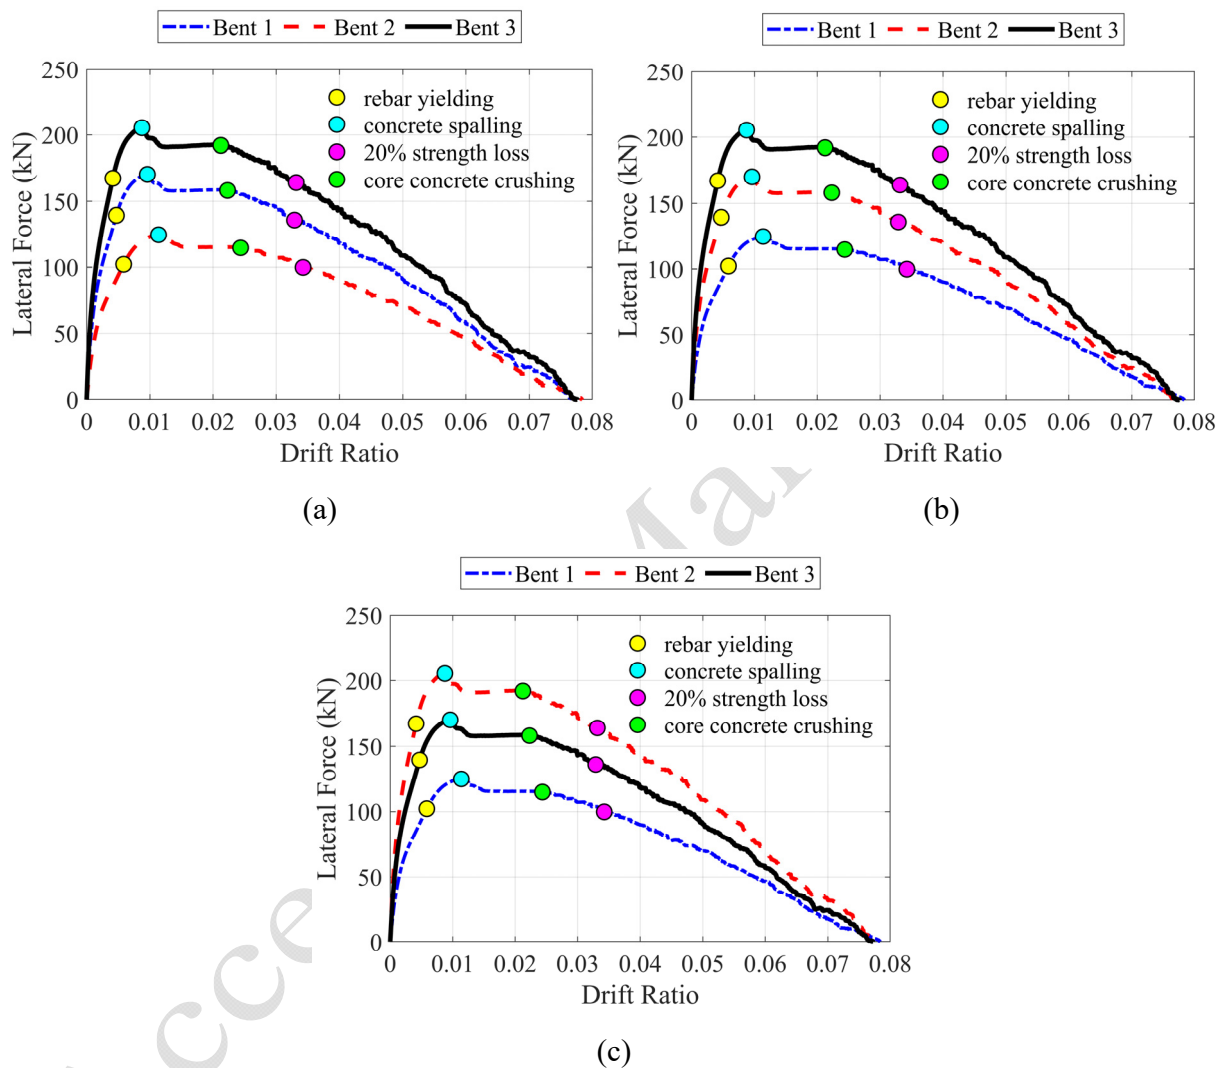 Bent 1 Bent 2 Bent 3
250
200
150
100
50
0
Lateral Force (kN)
rebar yielding
concrete spalling
20% strength loss
core concrete crushing
0 0.01 0.02 0.03 0.04 0.05 0.06 0.07 0.08
Drift Ratio
(a)
Bent 1 Bent 2 Bent 3
250
200
150
100
50
0
Lateral Force (kN)
rebar yielding
concrete spalling
20% strength loss
core concrete crushing
0 0.01 0.02 0.03 0.04 0.05 0.06 0.07 0.08
Drift Ratio
(b)
Bent 1 Bent 2 Bent 3
250
200
150
100
50
0
Lateral Force (kN)
rebar yielding
concrete spalling
20% strength loss
core concrete crushing
0 0.01 0.02 0.03 0.04 0.05 0.06 0.07 0.08
Drift Ratio
(c)